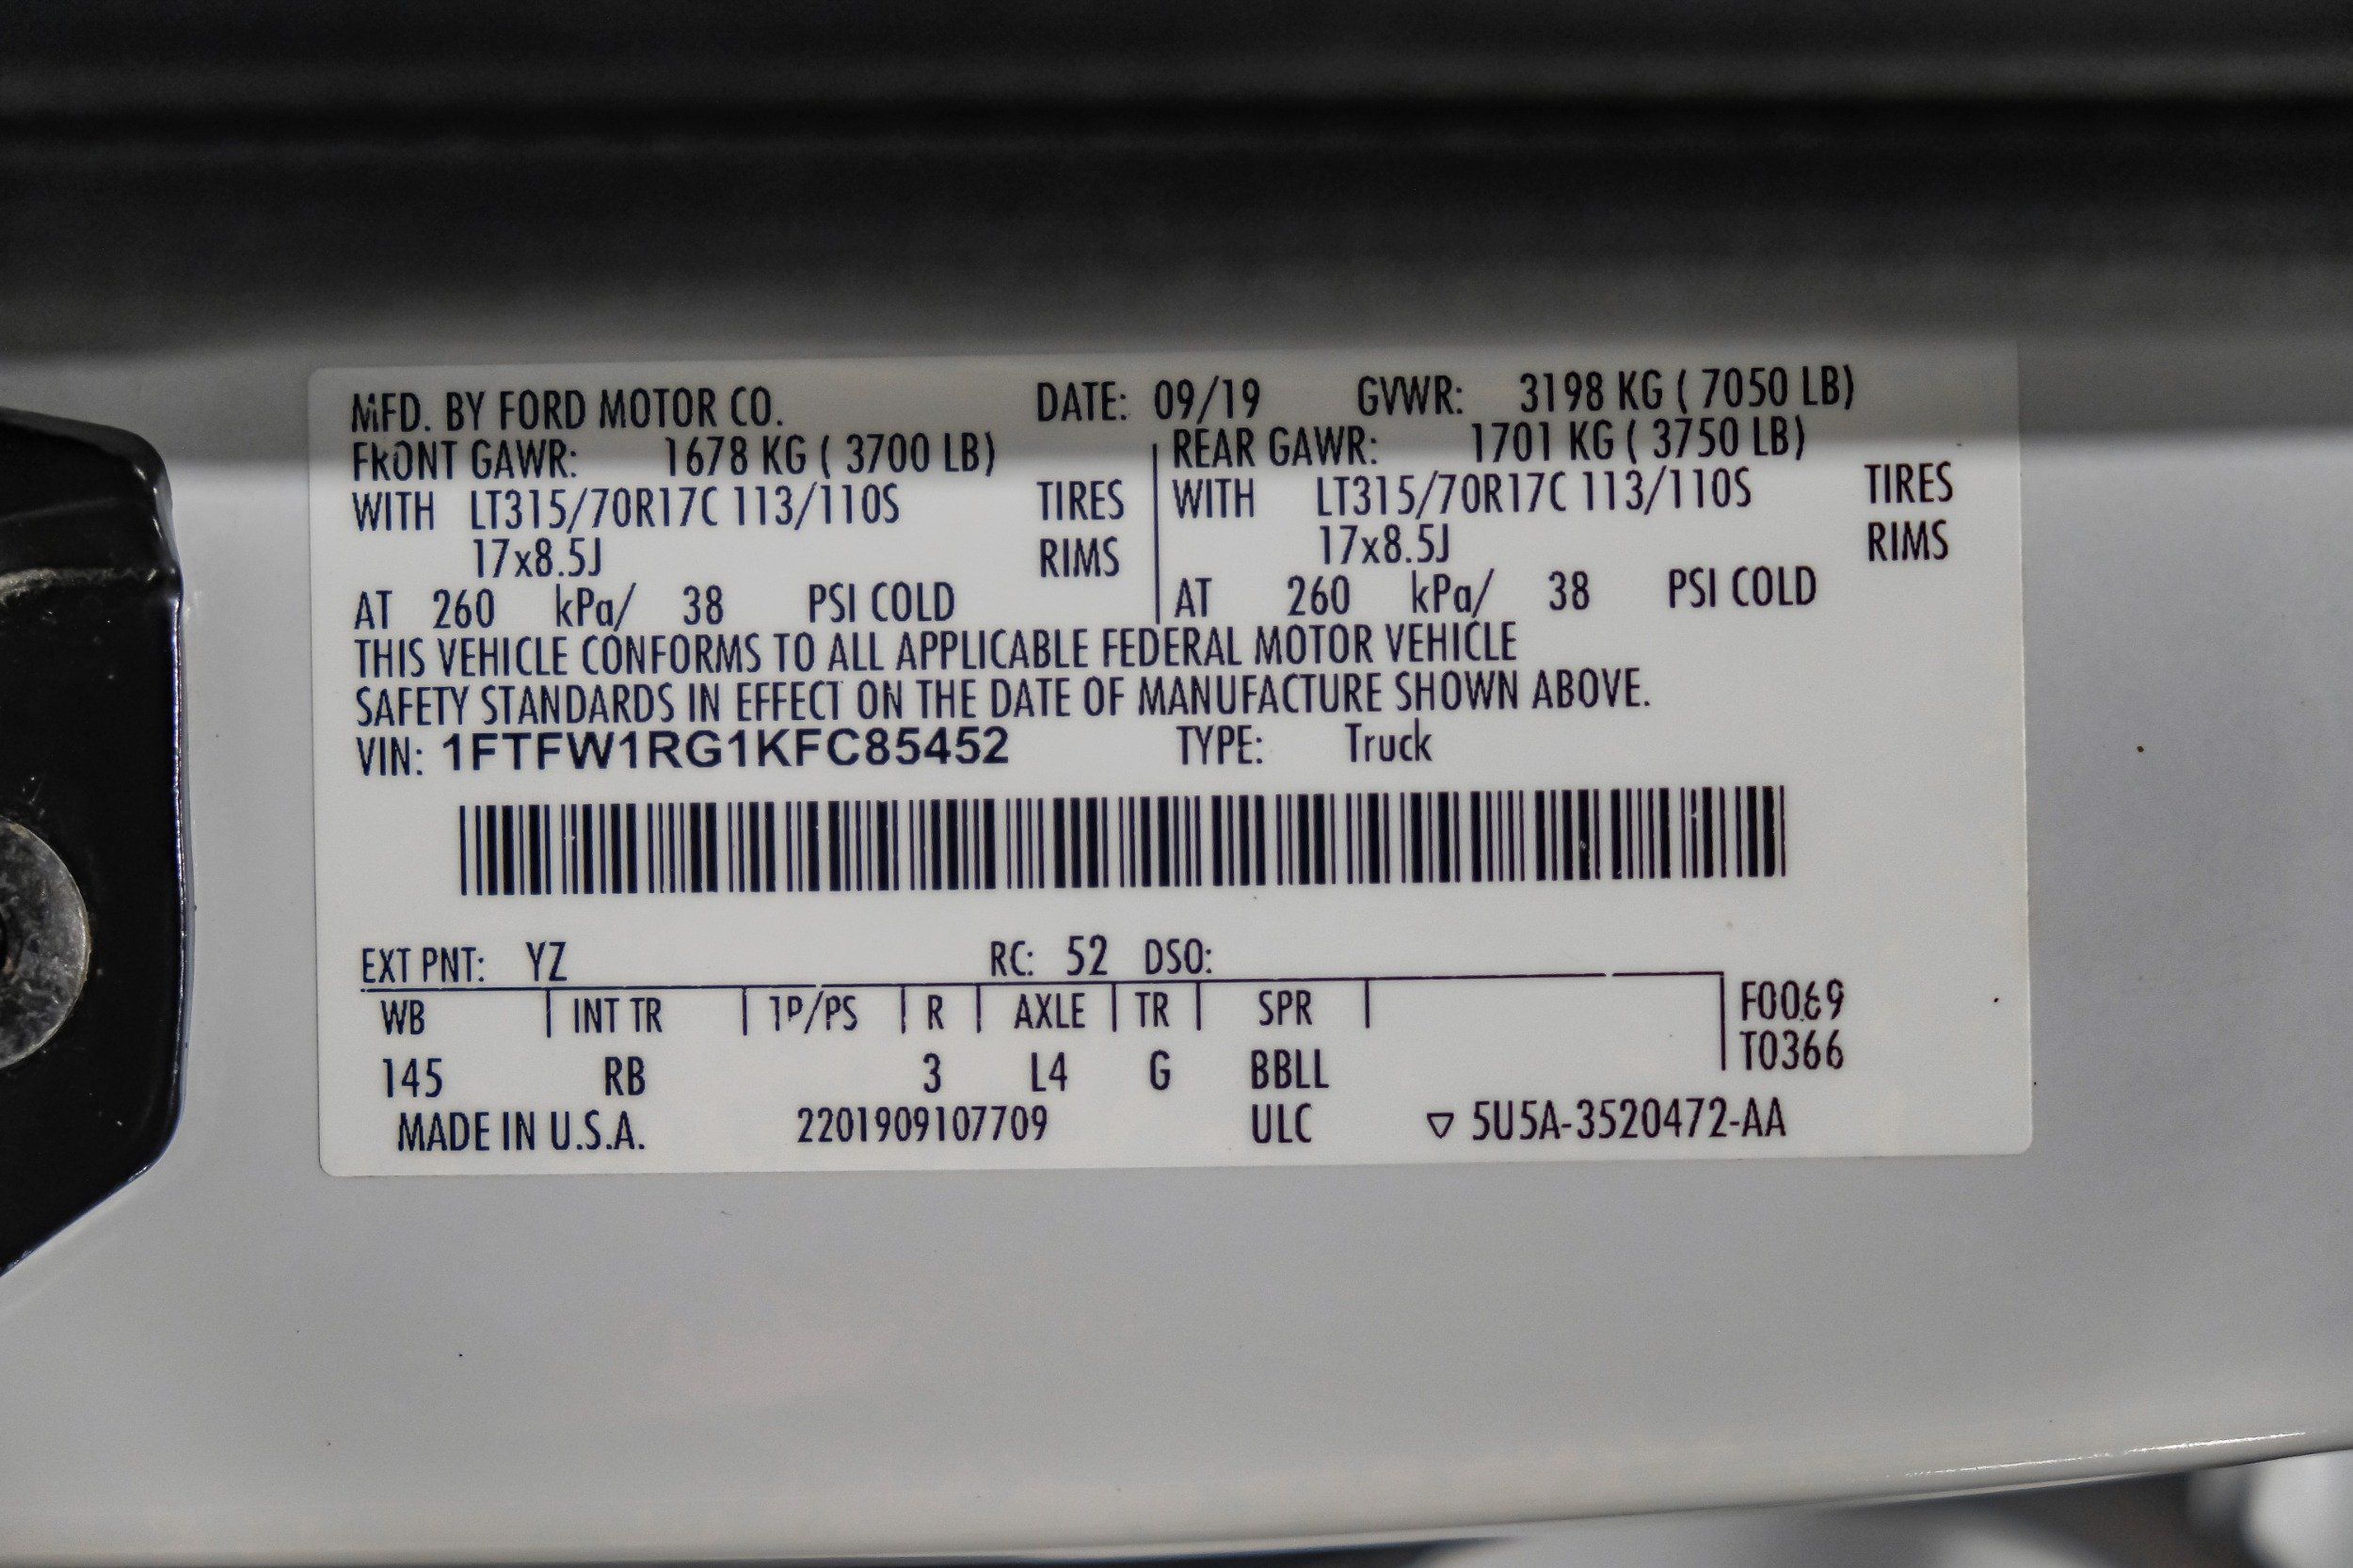 MFD. BY FORD MOTOR CO. DATE: 09/19 GVWR: 3198 KG ( 7050 LB)
FRONT GAWR: 1678 KG ( 3700 LB) REAR GAWR: 1701 KG ( 3750 LB)
WITH LT315/70R17C 113/110S TIRES WITH LT315/70R17C 113/110S TIRES
17x8.5J RIMS 17x8.5J RIMS
AT 260 kPa/ 38 PSI COLD AT 260 kPa/ 38 PSI COLD
THIS VEHICLE CONFORMS TO ALL APPLICABLE FEDERAL MOTOR VEHICLE
SAFETY STANDARDS IN EFFECT ON THE DATE OF MANUFACTURE SHOWN ABOVE.
VIN: 1FTFW1RG1KFC85452 TYPE: Truck
EXT PNT: YZ RC: 52 DSO:
WB INT TR TP/PS R AXLE TR SPR F0069
T0366
145 RB 3 L4 G BBLL
MADE IN U.S.A. 2201909107709 ULC ▽ 5U5A-3520472-AA